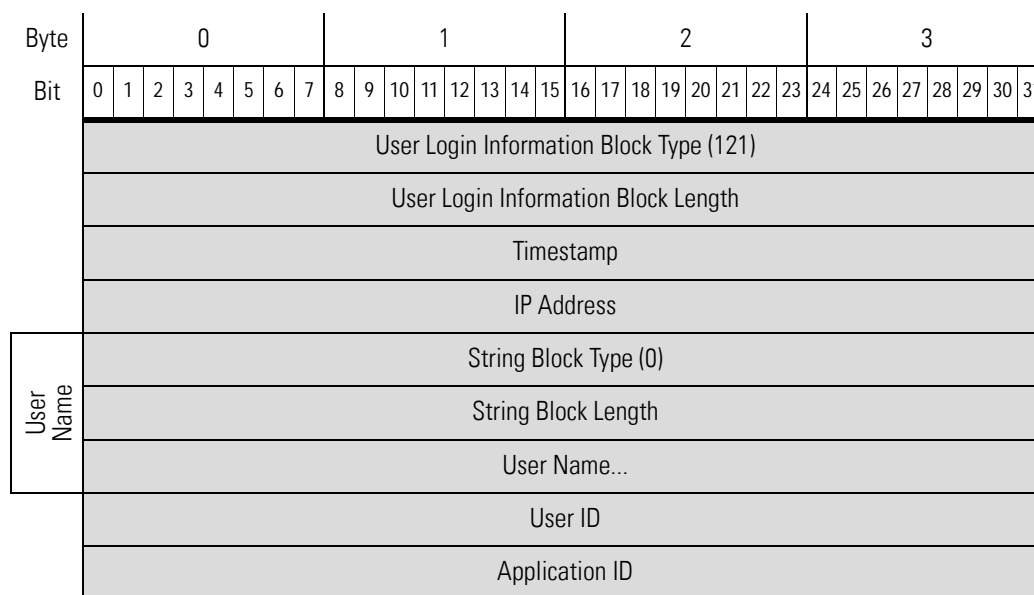 Byte 0 1 2 3
Bit 0 1 2 3 4 5 6 7 8 9 10 11 12 13 14 15 16 17 18 19 20 21 22 23 24 25 26 27 28 29 30
User Login Information Block Type (121)
User Login Information Block Length
Timestamp
IP Address
User
Name
String Block Type (0)
String Block Length
User Name...
User ID
Application ID